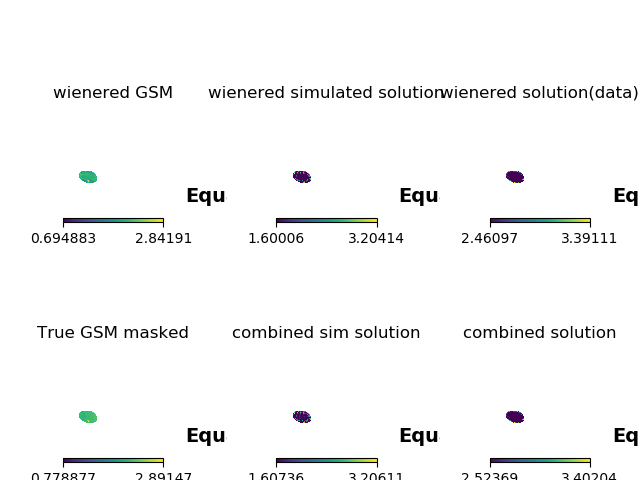 wienered GSM
wienered simulated solution
wienered solution(data)
Equ
Equ
Eq
0.694883 2.84191
1.60006 3.20414
2.46097 3.39111
True GSM masked
combined sim solution
combined solution
Equ
Equ
Eq
0.778877 2.89147
1.60736 3.20611
2.52369 3.40204